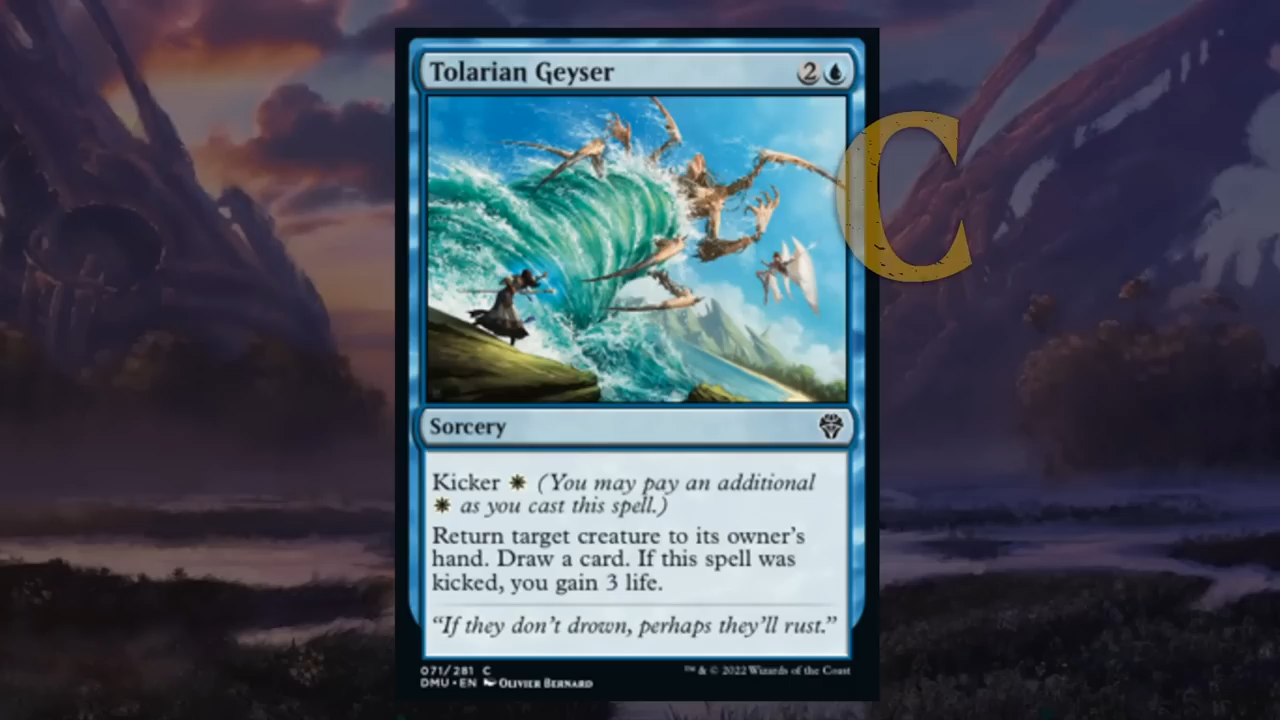 Tolarian Geyser 2
C
Sorcery
Kicker (You may pay an additional
as you cast this spell.)
Return target creature to its owner's
hand. Draw a card. If this spell was
kicked, you gain 3 life.
“If they don't drown, perhaps they'll rust.”
071/281 C
™ & © 2022 Wizards of the Coast
DMU • EN Olivier Bernard